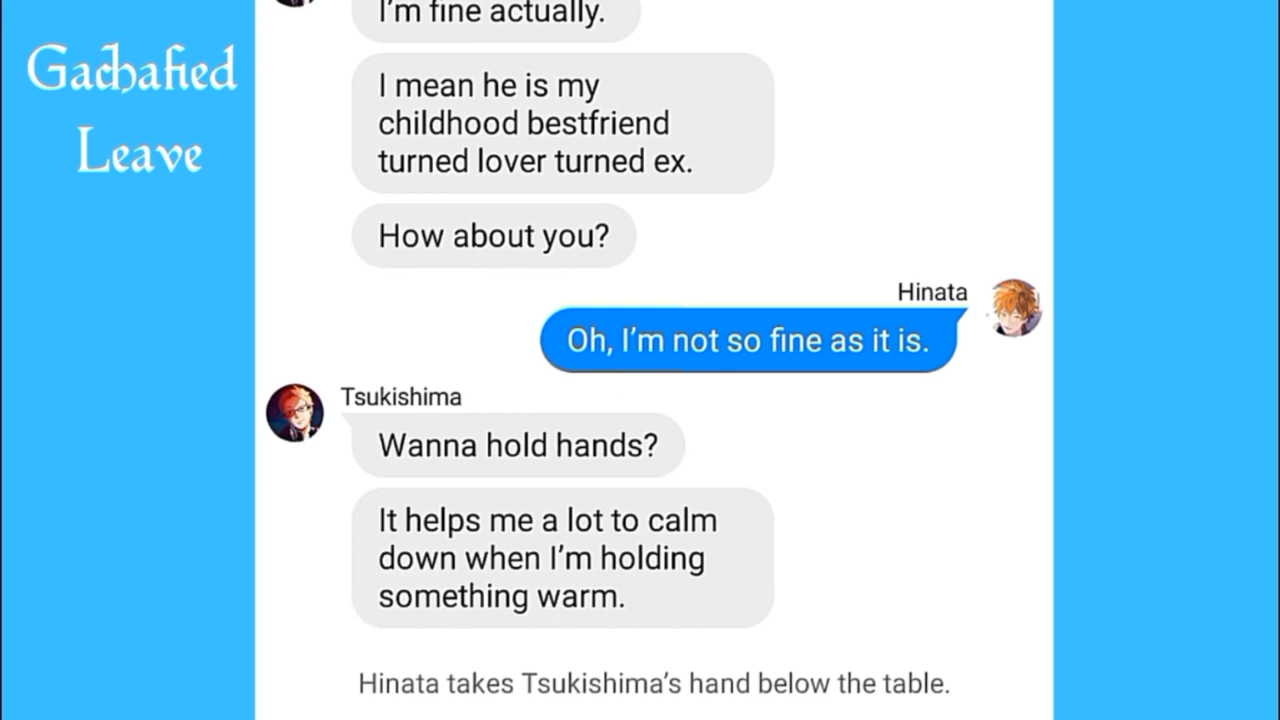 Gachafied
Leave
I'm fine actually.
I mean he is my
childhood bestfriend
turned lover turned ex.
How about you?
Hinata
Oh, I'm not so fine as it is.
Tsukishima
Wanna hold hands?
It helps me a lot to calm
down when I'm holding
something warm.
Hinata takes Tsukishima's hand below the table.